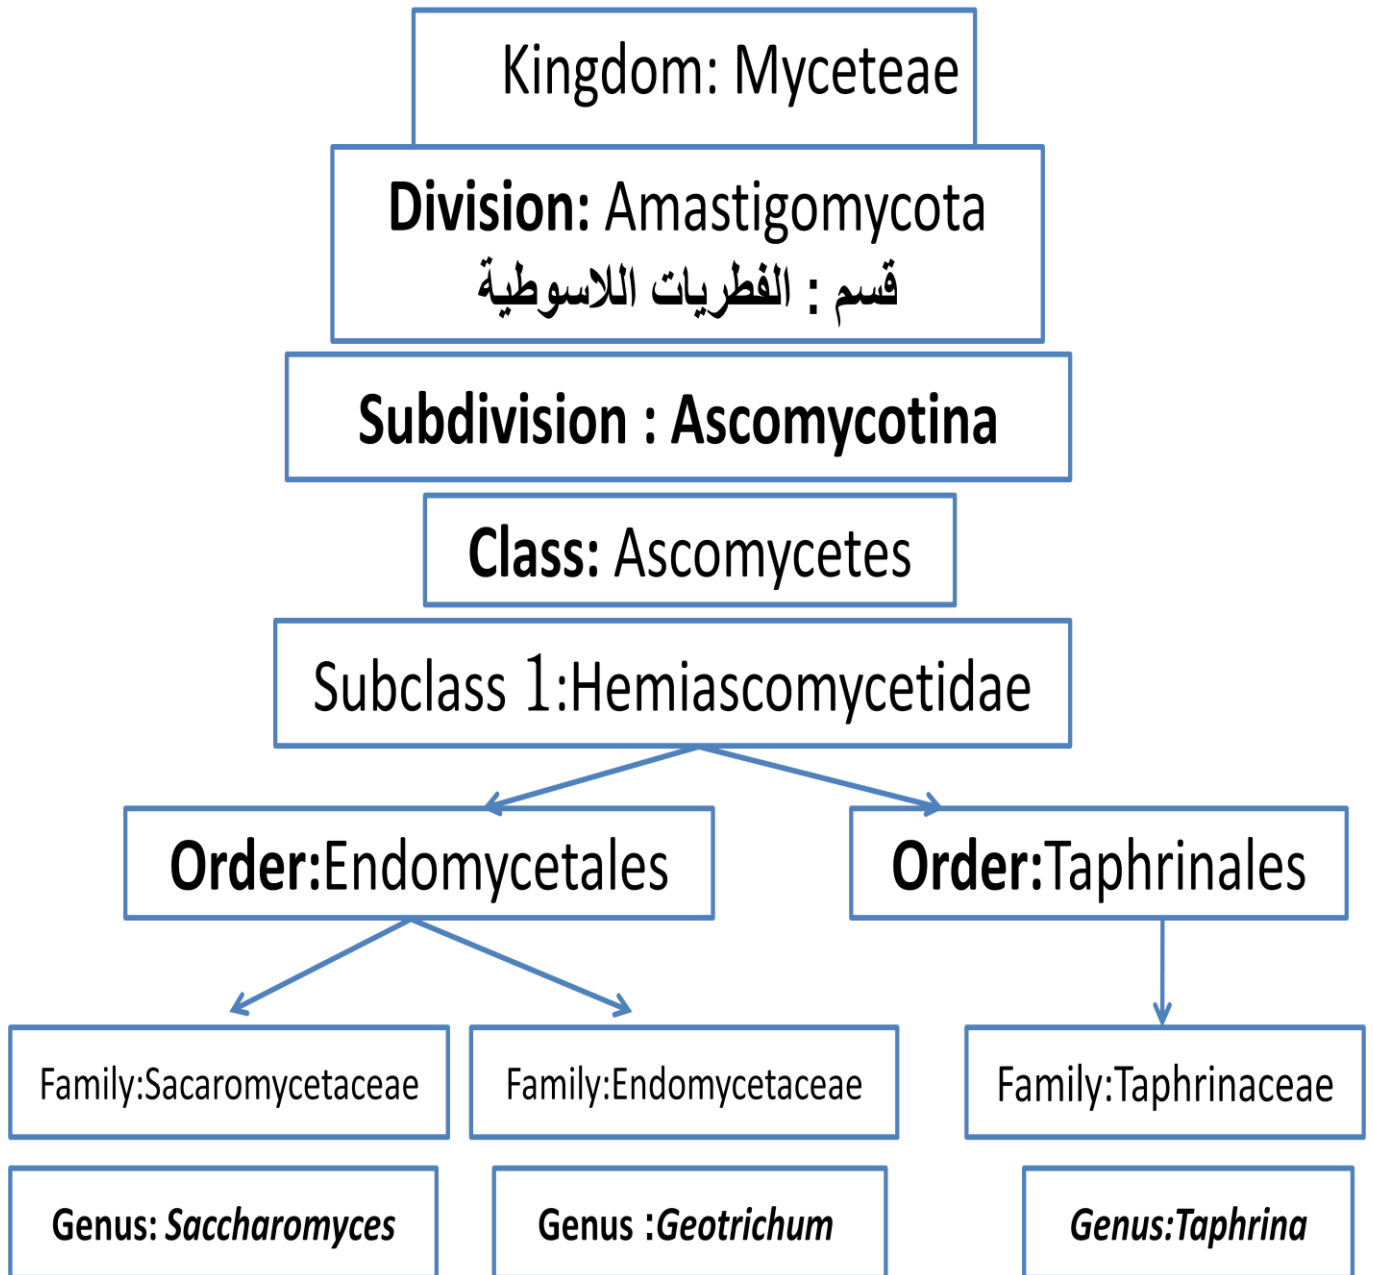 Kingdom: Myceteae
Division: Amastigomycota
قسم : الفطريات اللاسوطية
Subdivision : Ascomycotina
Class: Ascomycetes
Subclass 1:Hemiascomycetidae
Order:Endomycetales
Order:Taphrinales
Family:Sacaromycetaceae
Family:Endomycetaceae
Family:Taphrinaceae
Genus: Saccharomyces
Genus :Geotrichum
Genus:Taphrina